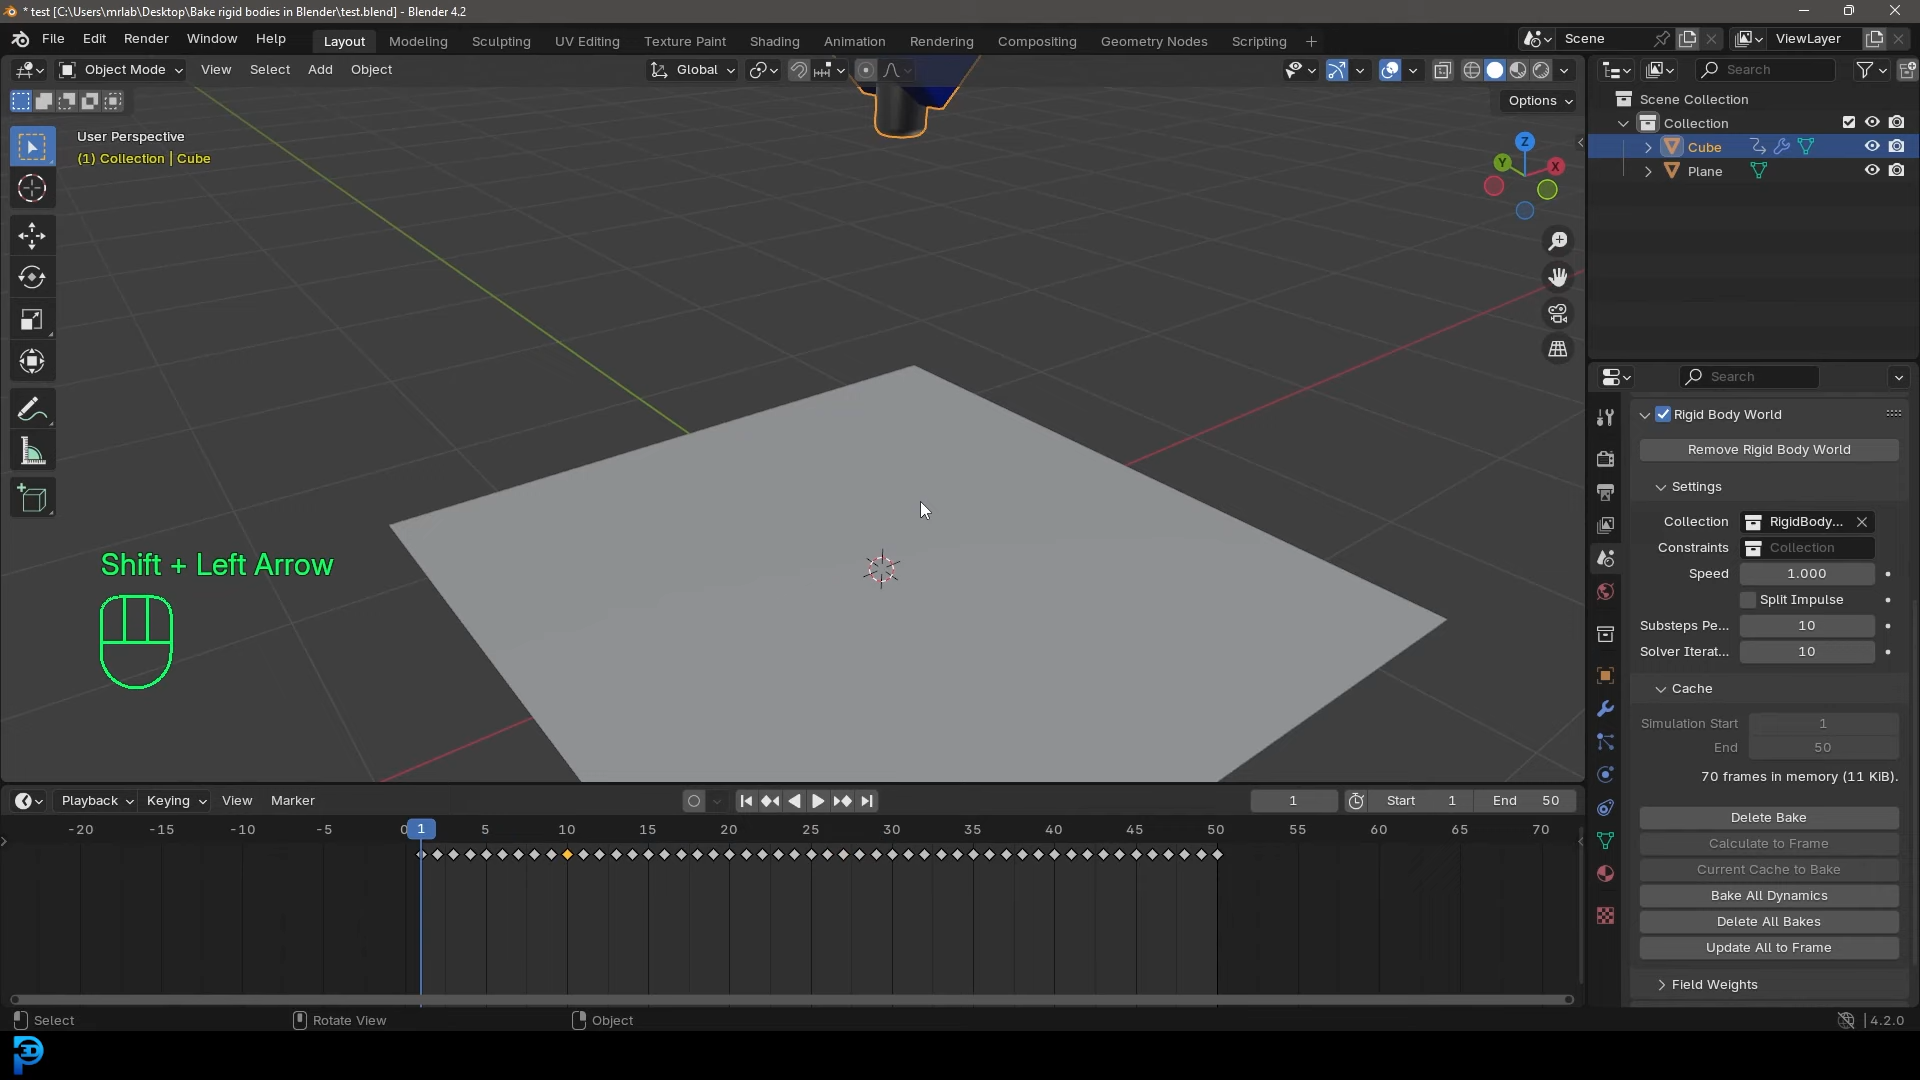 * test [C:\Users\mrlab\Desktop\Bake rigid bodies in Blender\test.blend] - Blender 4.2
File Edit Render Window Help Layout Modeling Sculpting UV Editing Texture Paint Shading Animation Rendering Compositing Geometry Nodes Scripting + Scene ViewLayer
Object Mode View Select Add Object Global Search
Options
User Perspective
(1) Collection | Cube
Z
Y
X
Scene Collection
Collection
Cube
Plane
Search
Rigid Body World
Remove Rigid Body World
Settings
Collection RigidBody...
Constraints Collection
Speed 1.000
Split Impulse
Substeps Pe... 10
Solver Iterat... 10
Cache
Simulation Start 1
End 50
70 frames in memory (11 KiB).
Delete Bake
Calculate to Frame
Current Cache to Bake
Bake All Dynamics
Delete All Bakes
Update All to Frame
Field Weights
Shift + Left Arrow
Playback Keying View Marker 1 Start 1 End 50
-20 -15 -10 -5 0 1 5 10 15 20 25 30 35 40 45 50 55 60 65 70
Select Rotate View Object 4.2.0
3D